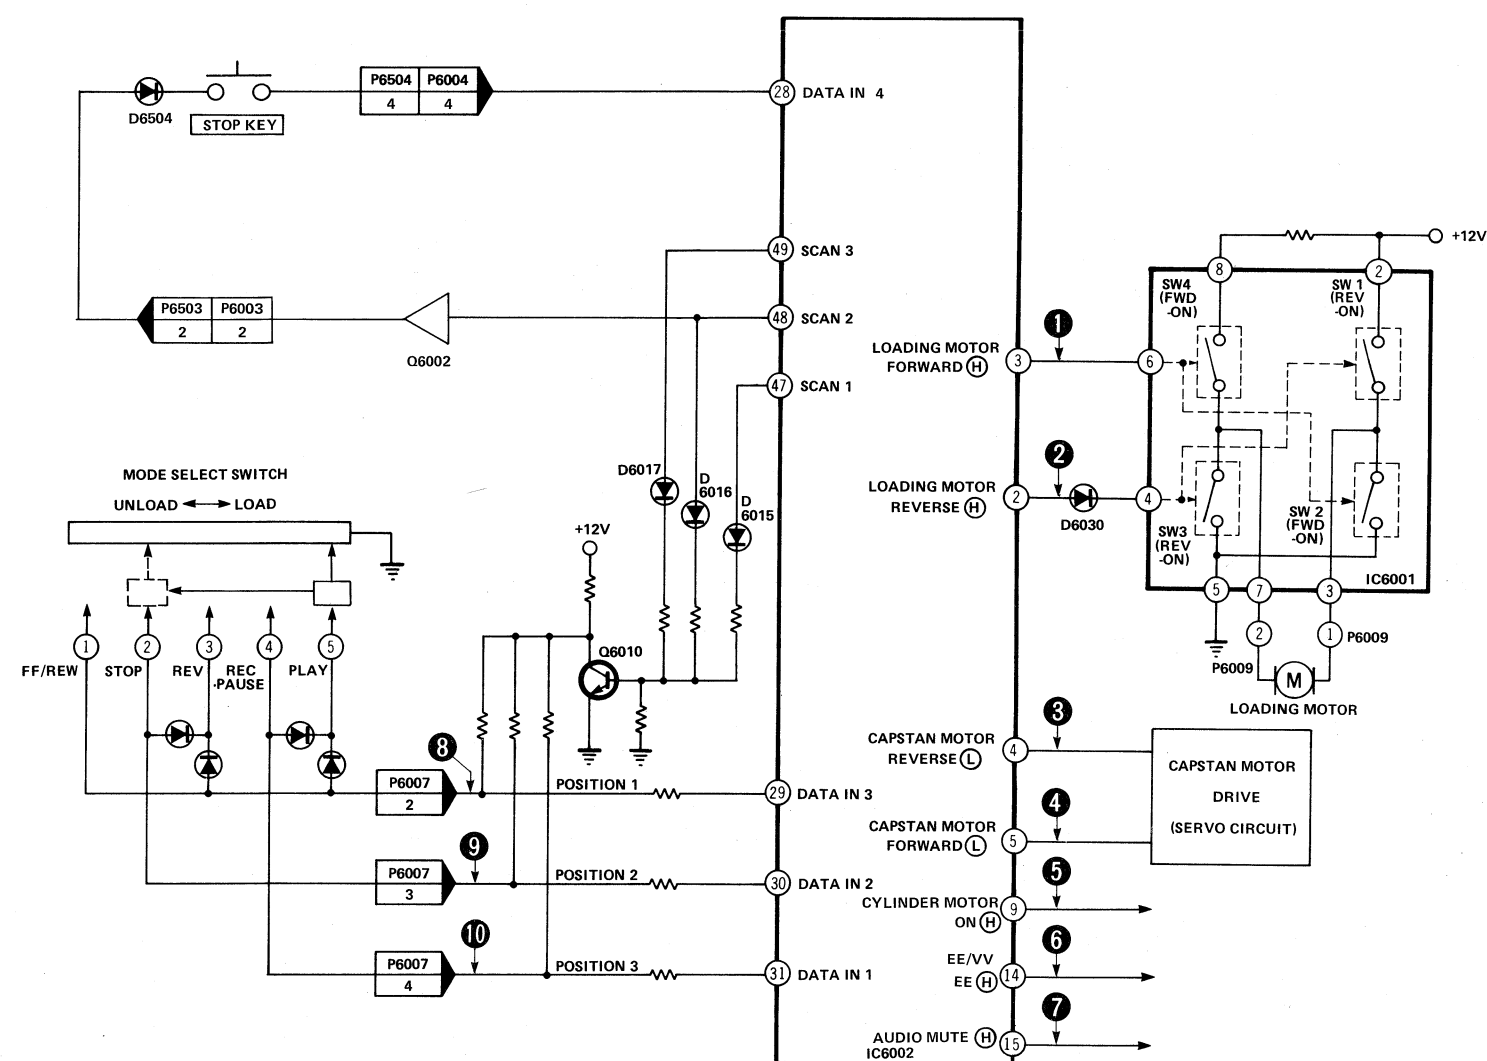 P6504 P6004
4 4
D6504
STOP KEY
28 DATA IN 4
49 SCAN 3
P6503 P6003
2 2
Q6002
48 SCAN 2
47 SCAN 1
MODE SELECT SWITCH
UNLOAD LOAD
+12V
D6017
D
6016
D
6015
Q6010
1 2 3 4 5
FF/REW STOP REV REC
·PAUSE PLAY
8
P6007
2
POSITION 1
29 DATA IN 3
9
P6007
3
POSITION 2
30 DATA IN 2
10
P6007
4
POSITION 3
31 DATA IN 1
LOADING MOTOR
FORWARD H
3
1
6
LOADING MOTOR
REVERSE H
2
2
D6030
4
+12V
8 2
SW4
(FWD
-ON)
SW 1
(REV
-ON)
SW3
(REV
-ON)
SW 2
(FWD
-ON)
IC6001
5 7 3
2 1 P6009
P6009
M
LOADING MOTOR
CAPSTAN MOTOR
REVERSE L
4
3
CAPSTAN MOTOR
DRIVE
(SERVO CIRCUIT)
CAPSTAN MOTOR
FORWARD L
5
4
CYLINDER MOTOR
ON H
9
5
EE/VV
EE H
14
6
AUDIO MUTE H
15
7
IC6002